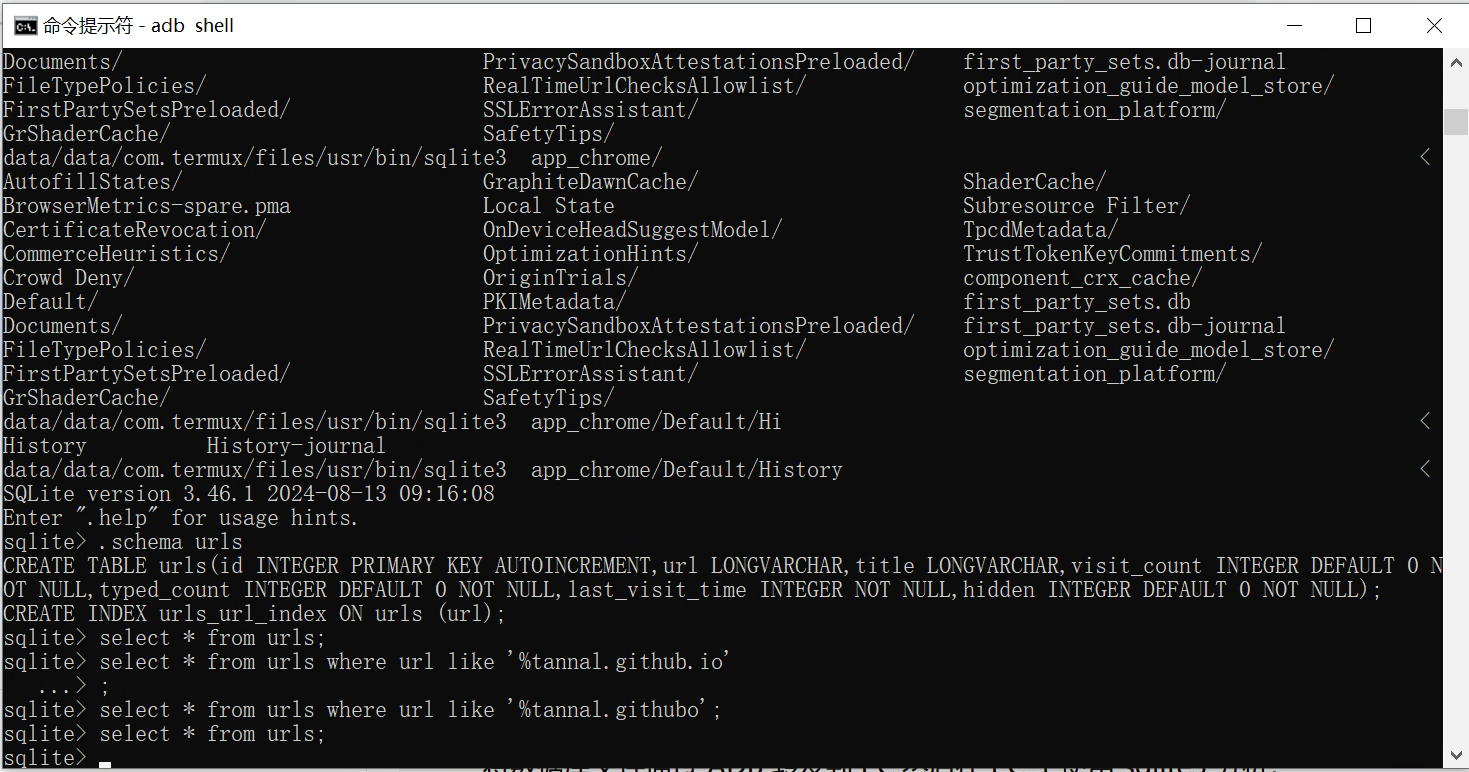 命令提示符 - adb shell
Documents/ PrivacySandboxAttestationsPreloaded/ first_party_sets.db-journal
FileTypePolicies/ RealTimeUrlChecksAllowlist/ optimization_guide_model_store/
FirstPartySetsPreloaded/ SSLErrorAssistant/ segmentation_platform/
GrShaderCache/ SafetyTips/
data/data/com.termux/files/usr/bin/sqlite3 app_chrome/ <
AutofillStates/ GraphiteDawnCache/ ShaderCache/
BrowserMetrics-spare.pma Local State Subresource Filter/
CertificateRevocation/ OnDeviceHeadSuggestModel/ TpcdMetadata/
CommerceHeuristics/ OptimizationHints/ TrustTokenKeyCommitments/
Crowd Deny/ OriginTrials/ component_crx_cache/
Default/ PKIMetadata/ first_party_sets.db
Documents/ PrivacySandboxAttestationsPreloaded/ first_party_sets.db-journal
FileTypePolicies/ RealTimeUrlChecksAllowlist/ optimization_guide_model_store/
FirstPartySetsPreloaded/ SSLErrorAssistant/ segmentation_platform/
GrShaderCache/ SafetyTips/
data/data/com.termux/files/usr/bin/sqlite3 app_chrome/Default/Hi <
History History-journal
data/data/com.termux/files/usr/bin/sqlite3 app_chrome/Default/History <
SQLite version 3.46.1 2024-08-13 09:16:08
Enter ".help" for usage hints.
sqlite> .schema urls
CREATE TABLE urls(id INTEGER PRIMARY KEY AUTOINCREMENT,url LONGVARCHAR,title LONGVARCHAR,visit_count INTEGER DEFAULT 0 N
OT NULL,typed_count INTEGER DEFAULT 0 NOT NULL,last_visit_time INTEGER NOT NULL,hidden INTEGER DEFAULT 0 NOT NULL);
CREATE INDEX urls_url_index ON urls (url);
sqlite> select * from urls;
sqlite> select * from urls where url like '%tannal.github.io'
...> ;
sqlite> select * from urls where url like '%tannal.githubo';
sqlite> select * from urls;
sqlite>